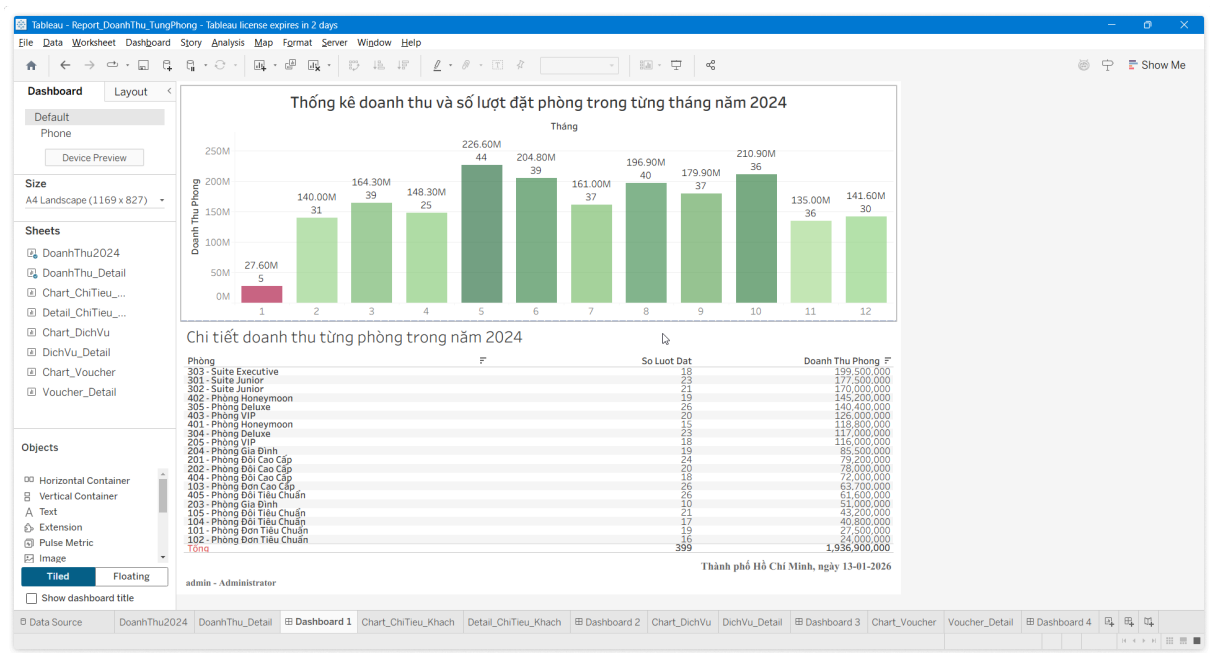 Tableau - Report_DoanhThu_TungPhong - Tableau license expires in 2 days
File Data Worksheet Dashboard Story Analysis Map Format Server Window Help
Show Me
Dashboard Layout
Default
Phone
Device Preview
Size
A4 Landscape (1169 x 827)
Sheets
DoanhThu2024
DoanhThu_Detail
Chart_ChiTieu_...
Detail_ChiTieu_...
Chart_DichVu
DichVu_Detail
Chart_Voucher
Voucher_Detail
Objects
Horizontal Container
Vertical Container
Text
Extension
Pulse Metric
Image
Tiled Floating
Show dashboard title
Thống kê doanh thu và số lượt đặt phòng trong từng tháng năm 2024
Tháng
Doanh Thu Phong
250M
200M
150M
100M
50M
0M
27.60M
5
140.00M
31
164.30M
39
148.30M
25
226.60M
44
204.80M
39
161.00M
37
196.90M
40
179.90M
37
210.90M
36
135.00M
36
141.60M
30
1 2 3 4 5 6 7 8 9 10 11 12
Chi tiết doanh thu từng phòng trong năm 2024
Phòng So Luot Dat Doanh Thu Phong
303 - Suite Executive 18 199,500,000
301 - Suite Junior 23 177,500,000
302 - Suite Junior 21 170,000,000
402 - Phòng Honeymoon 19 145,200,000
305 - Phòng Deluxe 26 140,400,000
403 - Phòng VIP 20 126,000,000
401 - Phòng Honeymoon 15 118,800,000
304 - Phòng Deluxe 23 117,000,000
205 - Phòng VIP 18 116,000,000
204 - Phòng Gia Đình 19 85,500,000
201 - Phòng Đôi Cao Cấp 24 79,200,000
202 - Phòng Đôi Cao Cấp 20 78,000,000
404 - Phòng Đôi Cao Cấp 18 72,000,000
103 - Phòng Đơn Cao Cấp 26 63,700,000
405 - Phòng Đôi Tiêu Chuẩn 26 61,600,000
203 - Phòng Gia Đình 10 51,000,000
105 - Phòng Đôi Tiêu Chuẩn 21 43,200,000
104 - Phòng Đôi Tiêu Chuẩn 17 40,800,000
101 - Phòng Đơn Tiêu Chuẩn 19 27,500,000
102 - Phòng Đơn Tiêu Chuẩn 16 24,000,000
Tổng 399 1,936,900,000
Thành phố Hồ Chí Minh, ngày 13-01-2026
admin - Administrator
Data Source DoanhThu2024 DoanhThu_Detail Dashboard 1 Chart_ChiTieu_Khach Detail_ChiTieu_Khach Dashboard 2 Chart_DichVu DichVu_Detail Dashboard 3 Chart_Voucher Voucher_Detail Dashboard 4